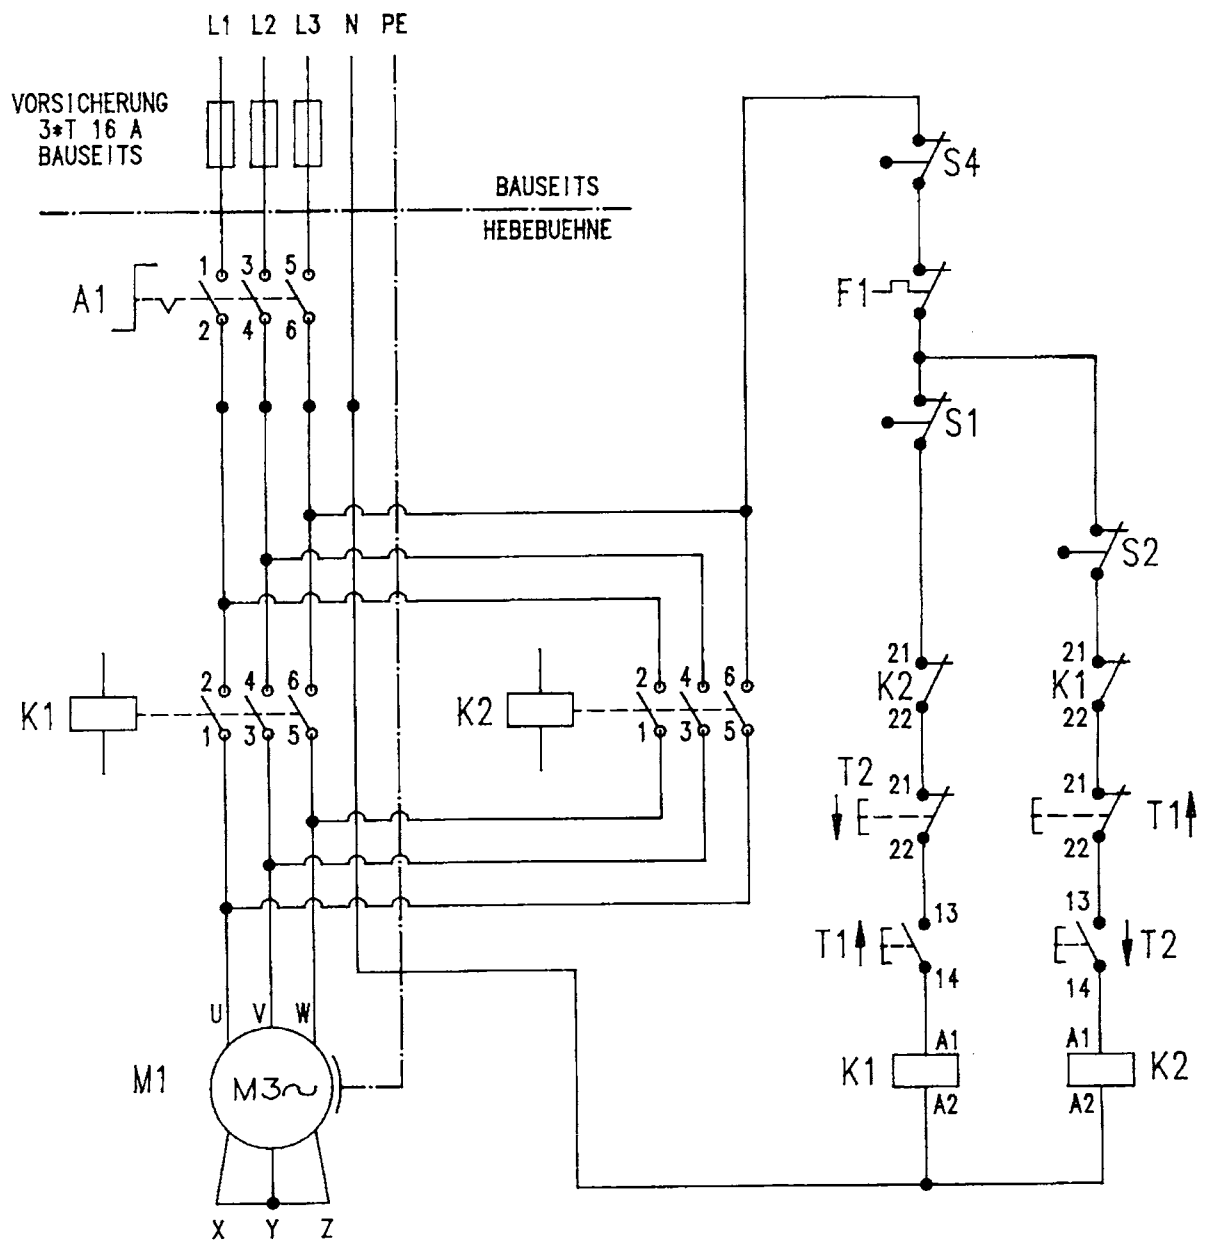 L1 L2 L3 N PE
VORSICHERUNG
3*T 16 A
BAUSEITS
BAUSEITS
HEBEBUEHNE
S4
F1
A1
1 3 5
2 4 6
S1
S2
K1
2 4 6
1 3 5
K2
2 4 6
1 3 5
21
K2
22
21
K1
22
T2
21
22
21
T1
22
T1
13
14
13
T2
14
U V W
M1
M3~
A1
K1
A2
A1
K2
A2
X Y Z